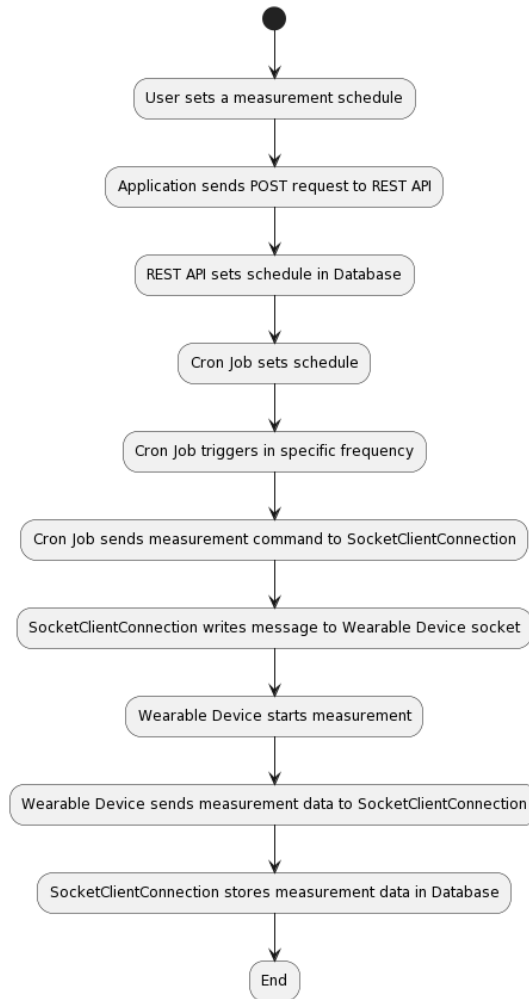 User sets a measurement schedule
Application sends POST request to REST API
REST API sets schedule in Database
Cron Job sets schedule
Cron Job triggers in specific frequency
Cron Job sends measurement command to SocketClientConnection
SocketClientConnection writes message to Wearable Device socket
Wearable Device starts measurement
Wearable Device sends measurement data to SocketClientConnection
SocketClientConnection stores measurement data in Database
End